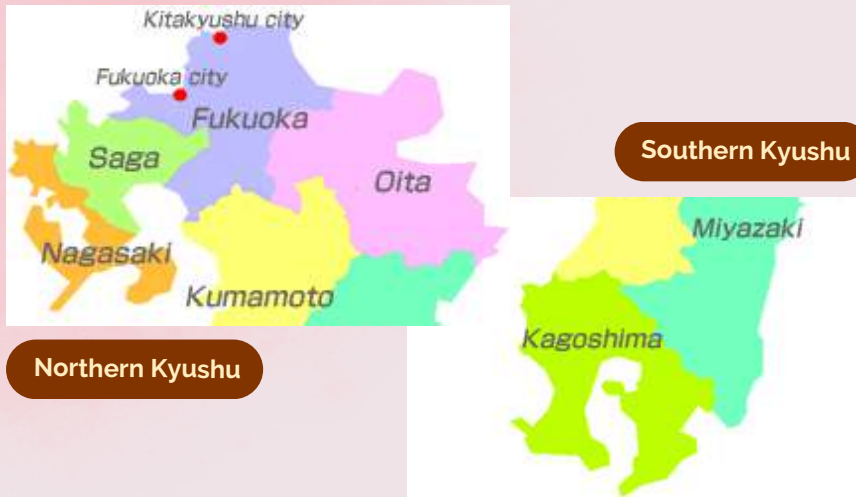 Kitakyushu city
Fukuoka city
Fukuoka
Saga
Oita
Nagasaki
Kumamoto
Northern Kyushu
Southern Kyushu
Miyazaki
Kagoshima